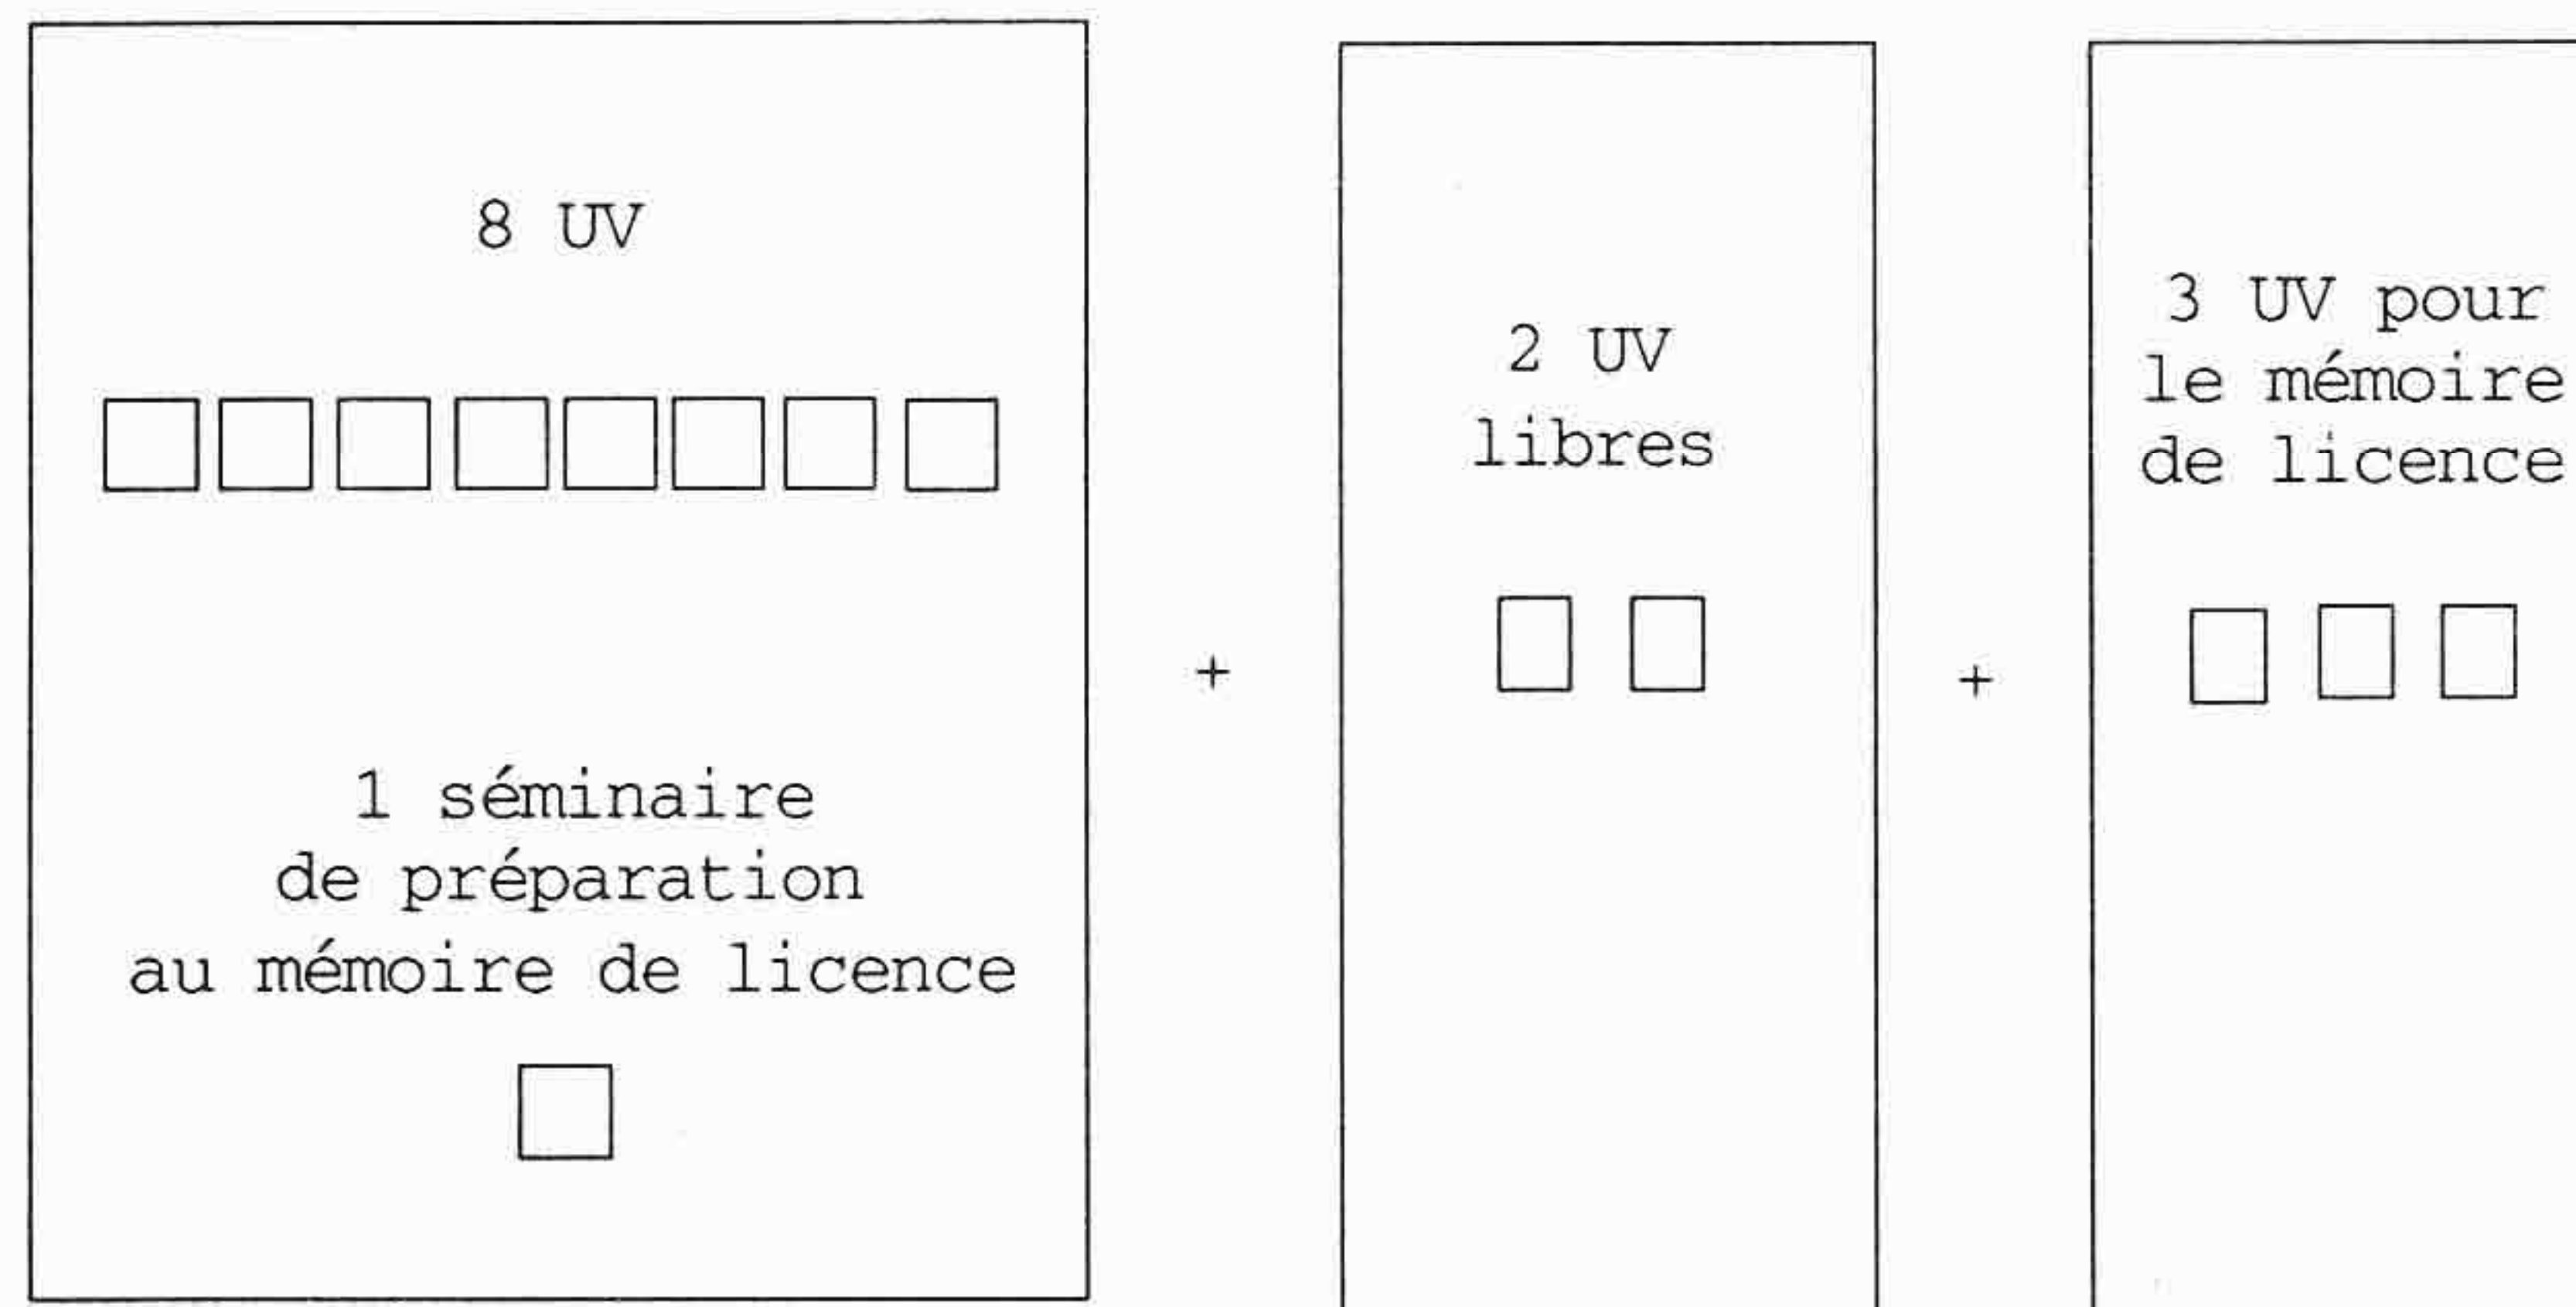 8 UV
1 séminaire
de préparation
au mémoire de licence
+
2 UV
libres
+
3 UV pour
le mémoire
de licence